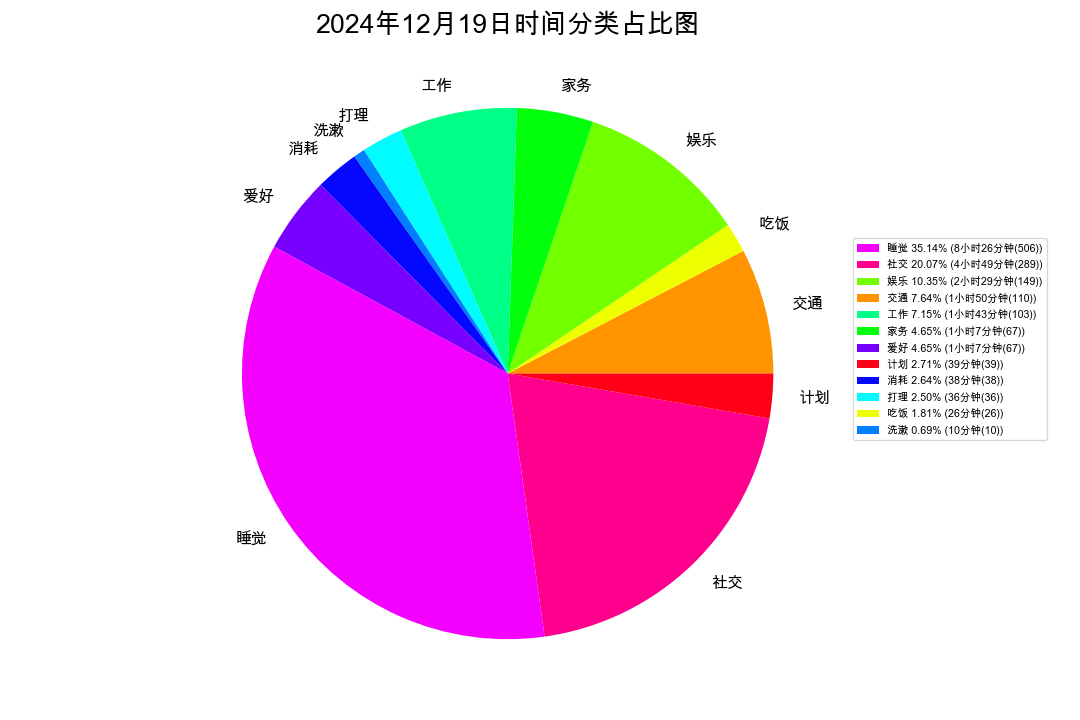 2024年12月19日时间分类占比图
工作
家务
打理
洗漱
娱乐
消耗
爱好
吃饭
交通
计划
睡觉
社交
睡觉 35.14% (8小时26分钟(506))
社交 20.07% (4小时49分钟(289))
娱乐 10.35% (2小时29分钟(149))
交通 7.64% (1小时50分钟(110))
工作 7.15% (1小时43分钟(103))
家务 4.65% (1小时7分钟(67))
爱好 4.65% (1小时7分钟(67))
计划 2.71% (39分钟(39))
消耗 2.64% (38分钟(38))
打理 2.50% (36分钟(36))
吃饭 1.81% (26分钟(26))
洗漱 0.69% (10分钟(10))